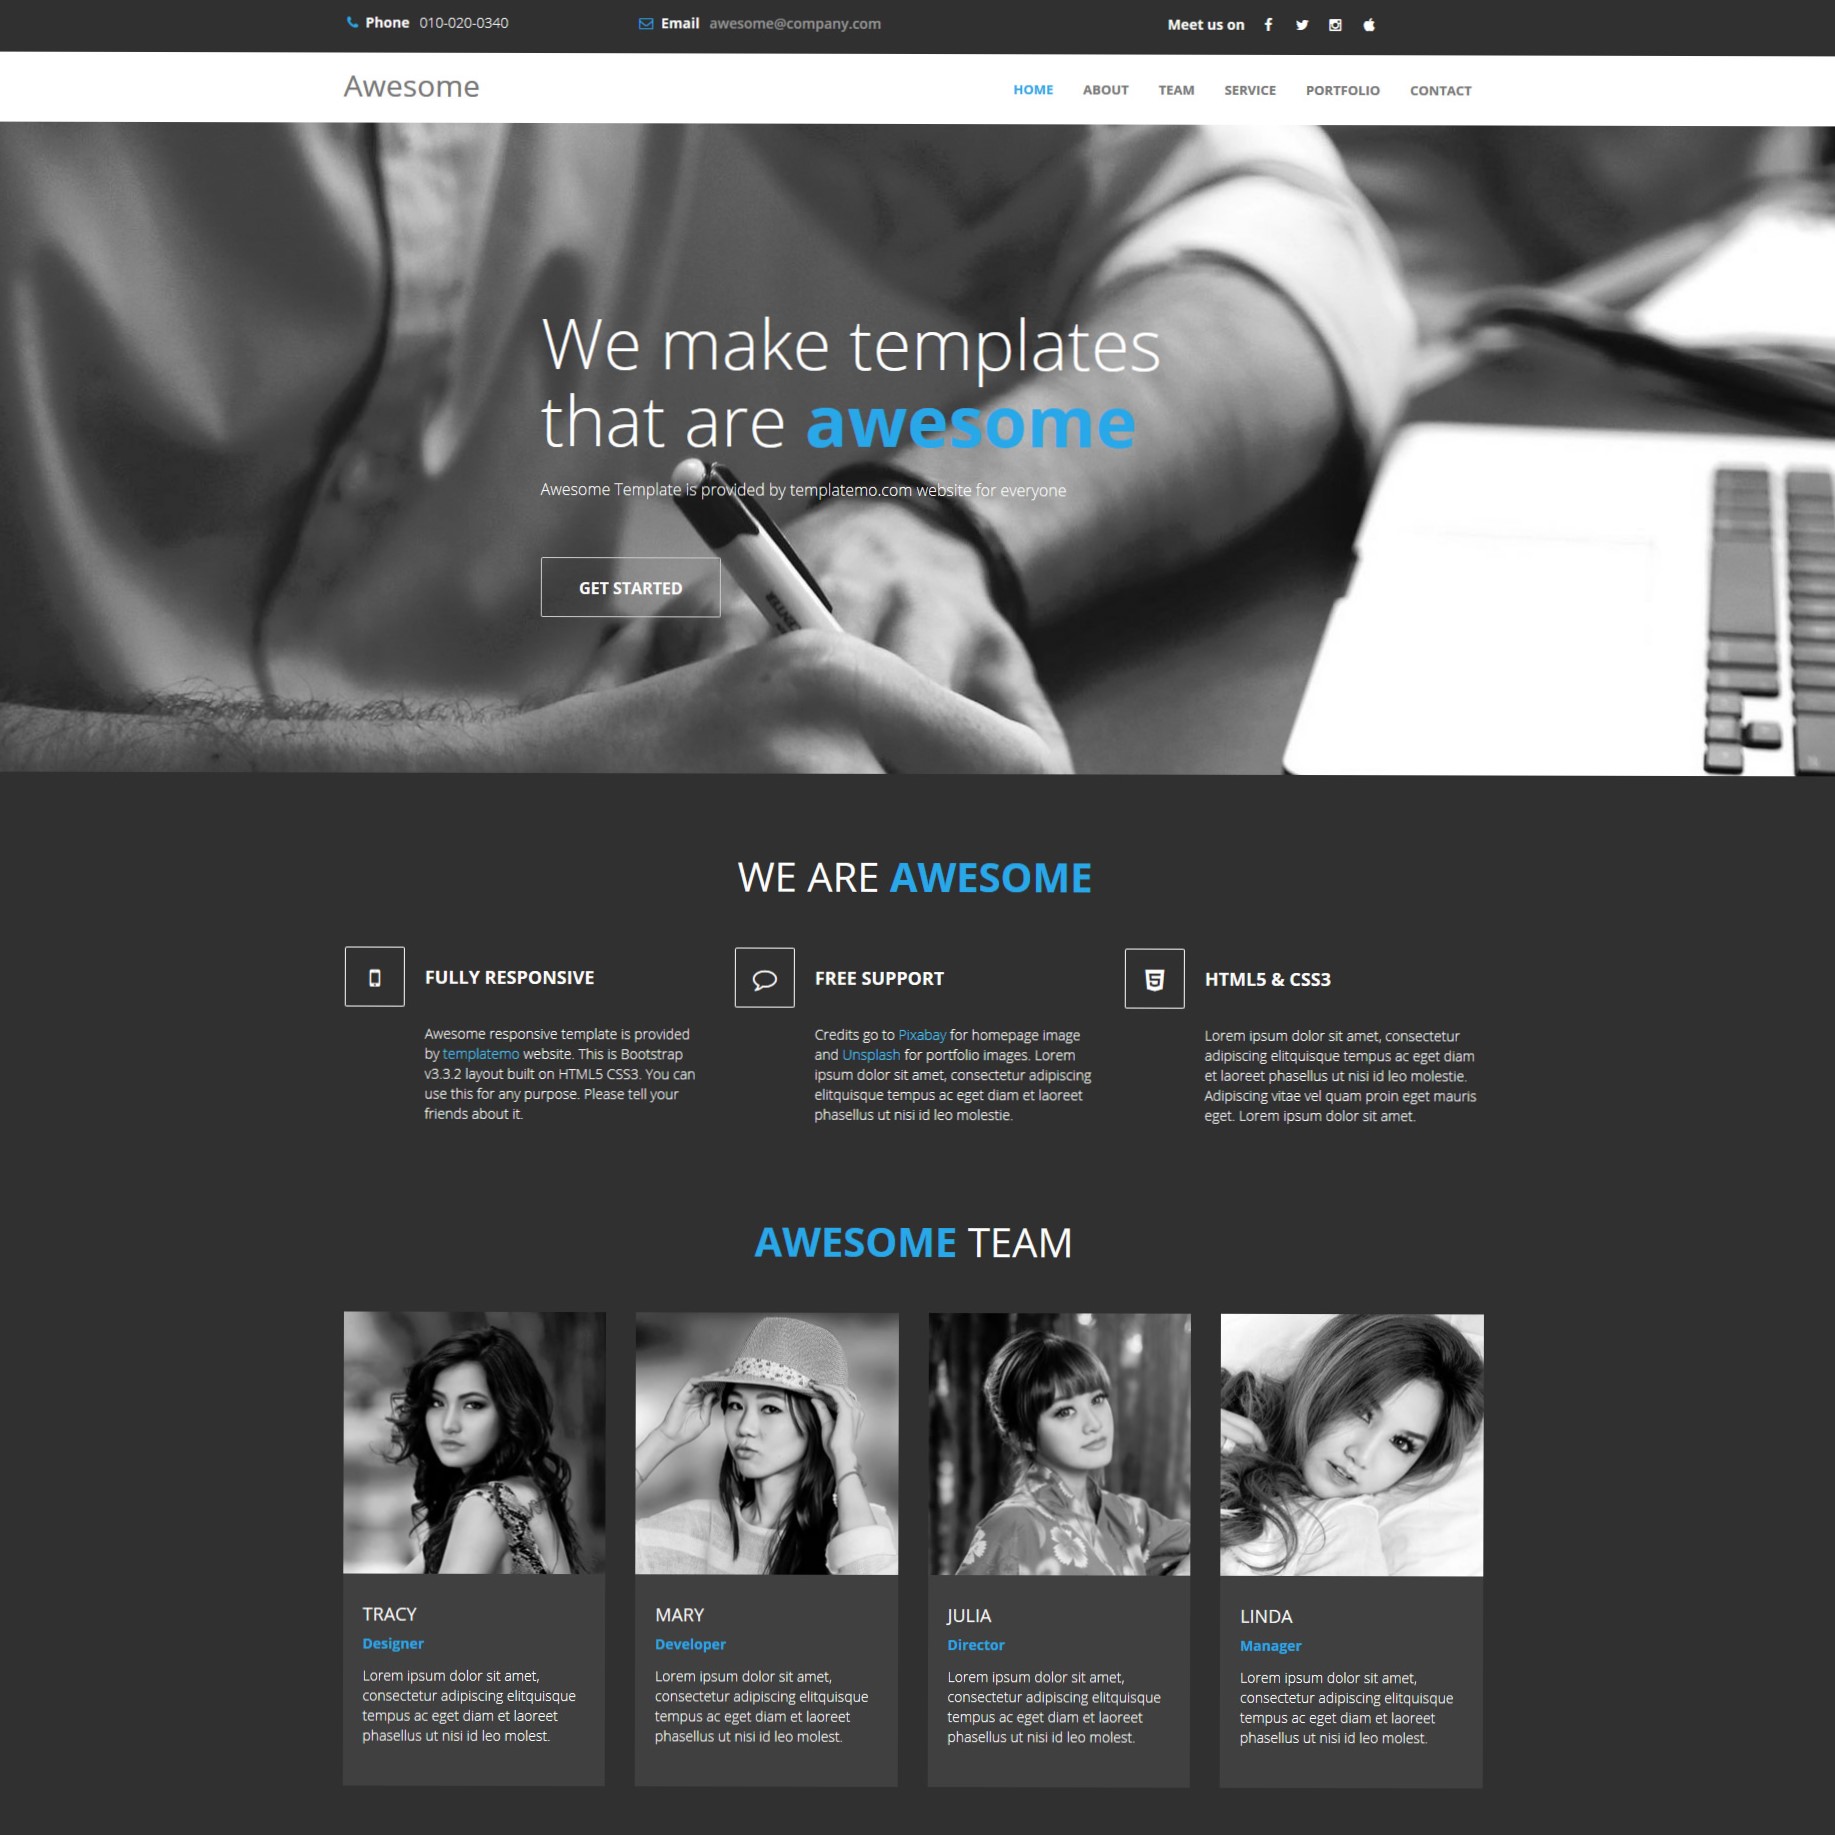 Phone 010-020-0340
Email awesome@company.com
Meet us on
Awesome
HOME ABOUT TEAM SERVICE PORTFOLIO CONTACT
We make templates
that are awesome
Awesome Template is provided by templatemo.com website for everyone
GET STARTED
WE ARE AWESOME
FULLY RESPONSIVE
Awesome responsive template is provided
by templatemo website. This is Bootstrap
v3.3.2 layout built on HTML5 CSS3. You can
use this for any purpose. Please tell your
friends about it.
FREE SUPPORT
Credits go to Pixabay for homepage image
and Unsplash for portfolio images. Lorem
ipsum dolor sit amet, consectetur adipiscing
elitquisque tempus ac eget diam et laoreet
phasellus ut nisi id leo molestie.
HTML5 & CSS3
Lorem ipsum dolor sit amet, consectetur
adipiscing elitquisque tempus ac eget diam
et laoreet phasellus ut nisi id leo molestie.
Adipiscing vitae vel quam proin eget mauris
eget. Lorem ipsum dolor sit amet.
AWESOME TEAM
TRACY
Designer
Lorem ipsum dolor sit amet,
consectetur adipiscing elitquisque
tempus ac eget diam et laoreet
phasellus ut nisi id leo molest.
MARY
Developer
Lorem ipsum dolor sit amet,
consectetur adipiscing elitquisque
tempus ac eget diam et laoreet
phasellus ut nisi id leo molest.
JULIA
Director
Lorem ipsum dolor sit amet,
consectetur adipiscing elitquisque
tempus ac eget diam et laoreet
phasellus ut nisi id leo molest.
LINDA
Manager
Lorem ipsum dolor sit amet,
consectetur adipiscing elitquisque
tempus ac eget diam et laoreet
phasellus ut nisi id leo molest.